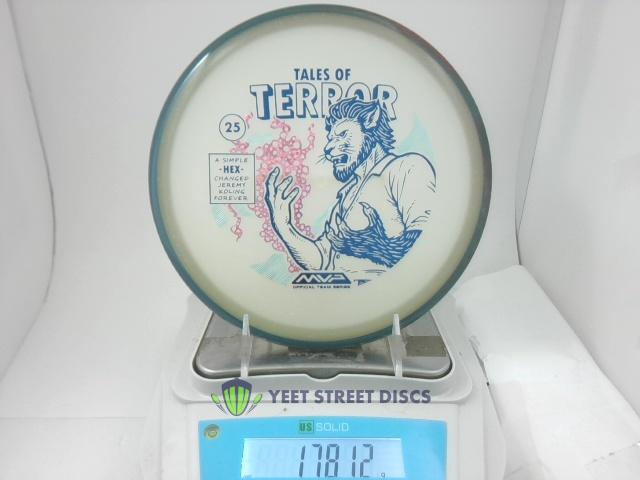 TALES OF
TERROR
25
A SIMPLE
-HEX-
CHANGED
JEREMY
KOLING
FOREVER
MVP
OFFICIAL TEAM SERIES
YEET STREET DISCS
US SOLID
178.12 g